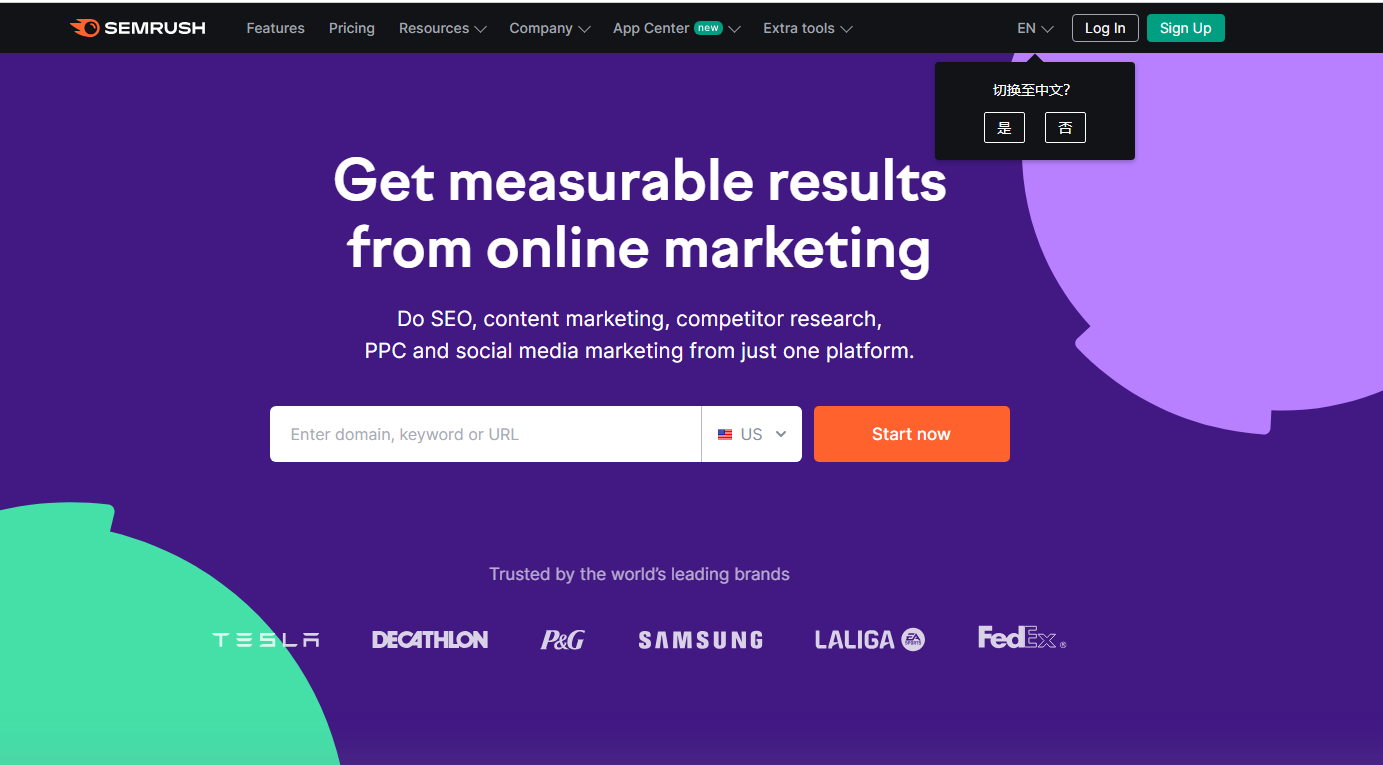 SEMRUSH Features Pricing Resources Company App Center new Extra tools EN Log In Sign Up
切换至中文?
是 否
Get measurable results
from online marketing
Do SEO, content marketing, competitor research,
PPC and social media marketing from just one platform.
Enter domain, keyword or URL US Start now
Trusted by the world's leading brands
TESLA DECATHLON P&G SAMSUNG LALIGA EA SPORTS FedEx ®